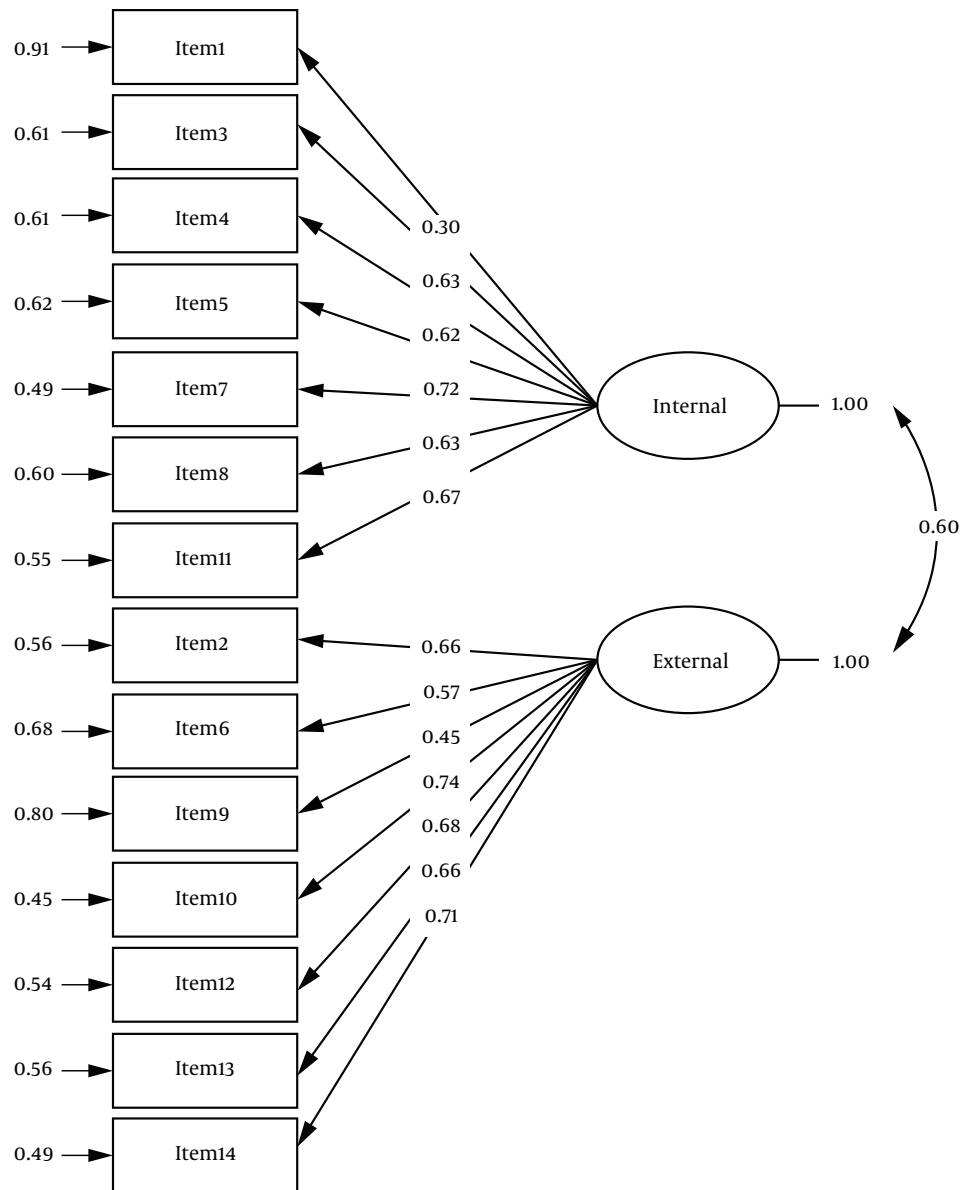 0.91 Item1
0.61 Item3
0.61 Item4
0.30
0.63
0.62 Item5
0.62
0.49 Item7
0.72
Internal
1.00
0.63
0.60 Item8
0.67
0.60
0.55 Item11
0.56 Item2
0.66
External
1.00
0.57
0.68 Item6
0.45
0.74
0.80 Item9
0.68
0.66
0.45 Item10
0.71
0.54 Item12
0.56 Item13
0.49 Item14